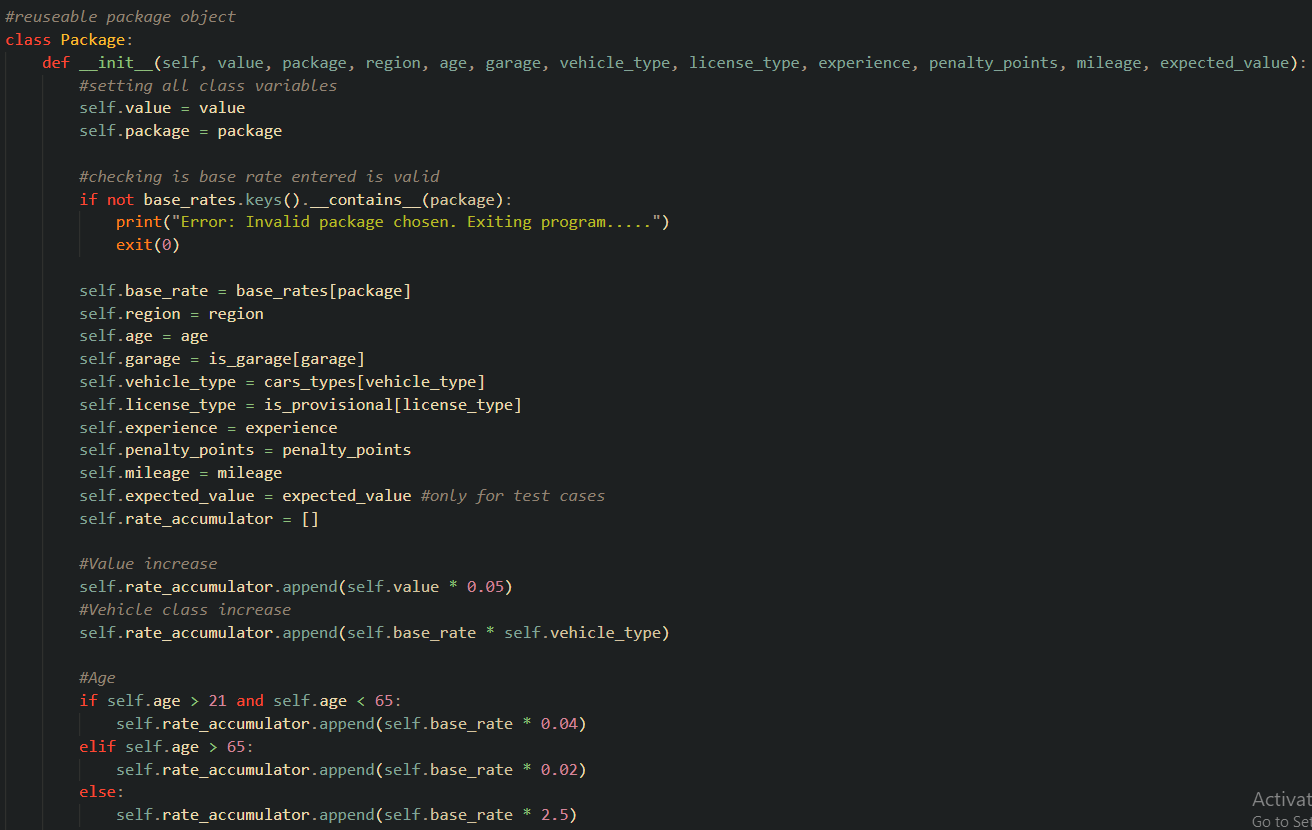 #reuseable package object
class Package:
    def __init__(self, value, package, region, age, garage, vehicle_type, license_type, experience, penalty_points, mileage, expected_value):
        #setting all class variables
        self.value = value
        self.package = package

        #checking is base rate entered is valid
        if not base_rates.keys().__contains__(package):
            print("Error: Invalid package chosen. Exiting program.....")
            exit(0)

        self.base_rate = base_rates[package]
        self.region = region
        self.age = age
        self.garage = is_garage[garage]
        self.vehicle_type = cars_types[vehicle_type]
        self.license_type = is_provisional[license_type]
        self.experience = experience
        self.penalty_points = penalty_points
        self.mileage = mileage
        self.expected_value = expected_value #only for test cases
        self.rate_accumulator = []

        #Value increase
        self.rate_accumulator.append(self.value * 0.05)
        #Vehicle class increase
        self.rate_accumulator.append(self.base_rate * self.vehicle_type)

        #Age
        if self.age > 21 and self.age < 65:
            self.rate_accumulator.append(self.base_rate * 0.04)
        elif self.age > 65:
            self.rate_accumulator.append(self.base_rate * 0.02)
        else:
            self.rate_accumulator.append(self.base_rate * 2.5)
Activat
Go to Set